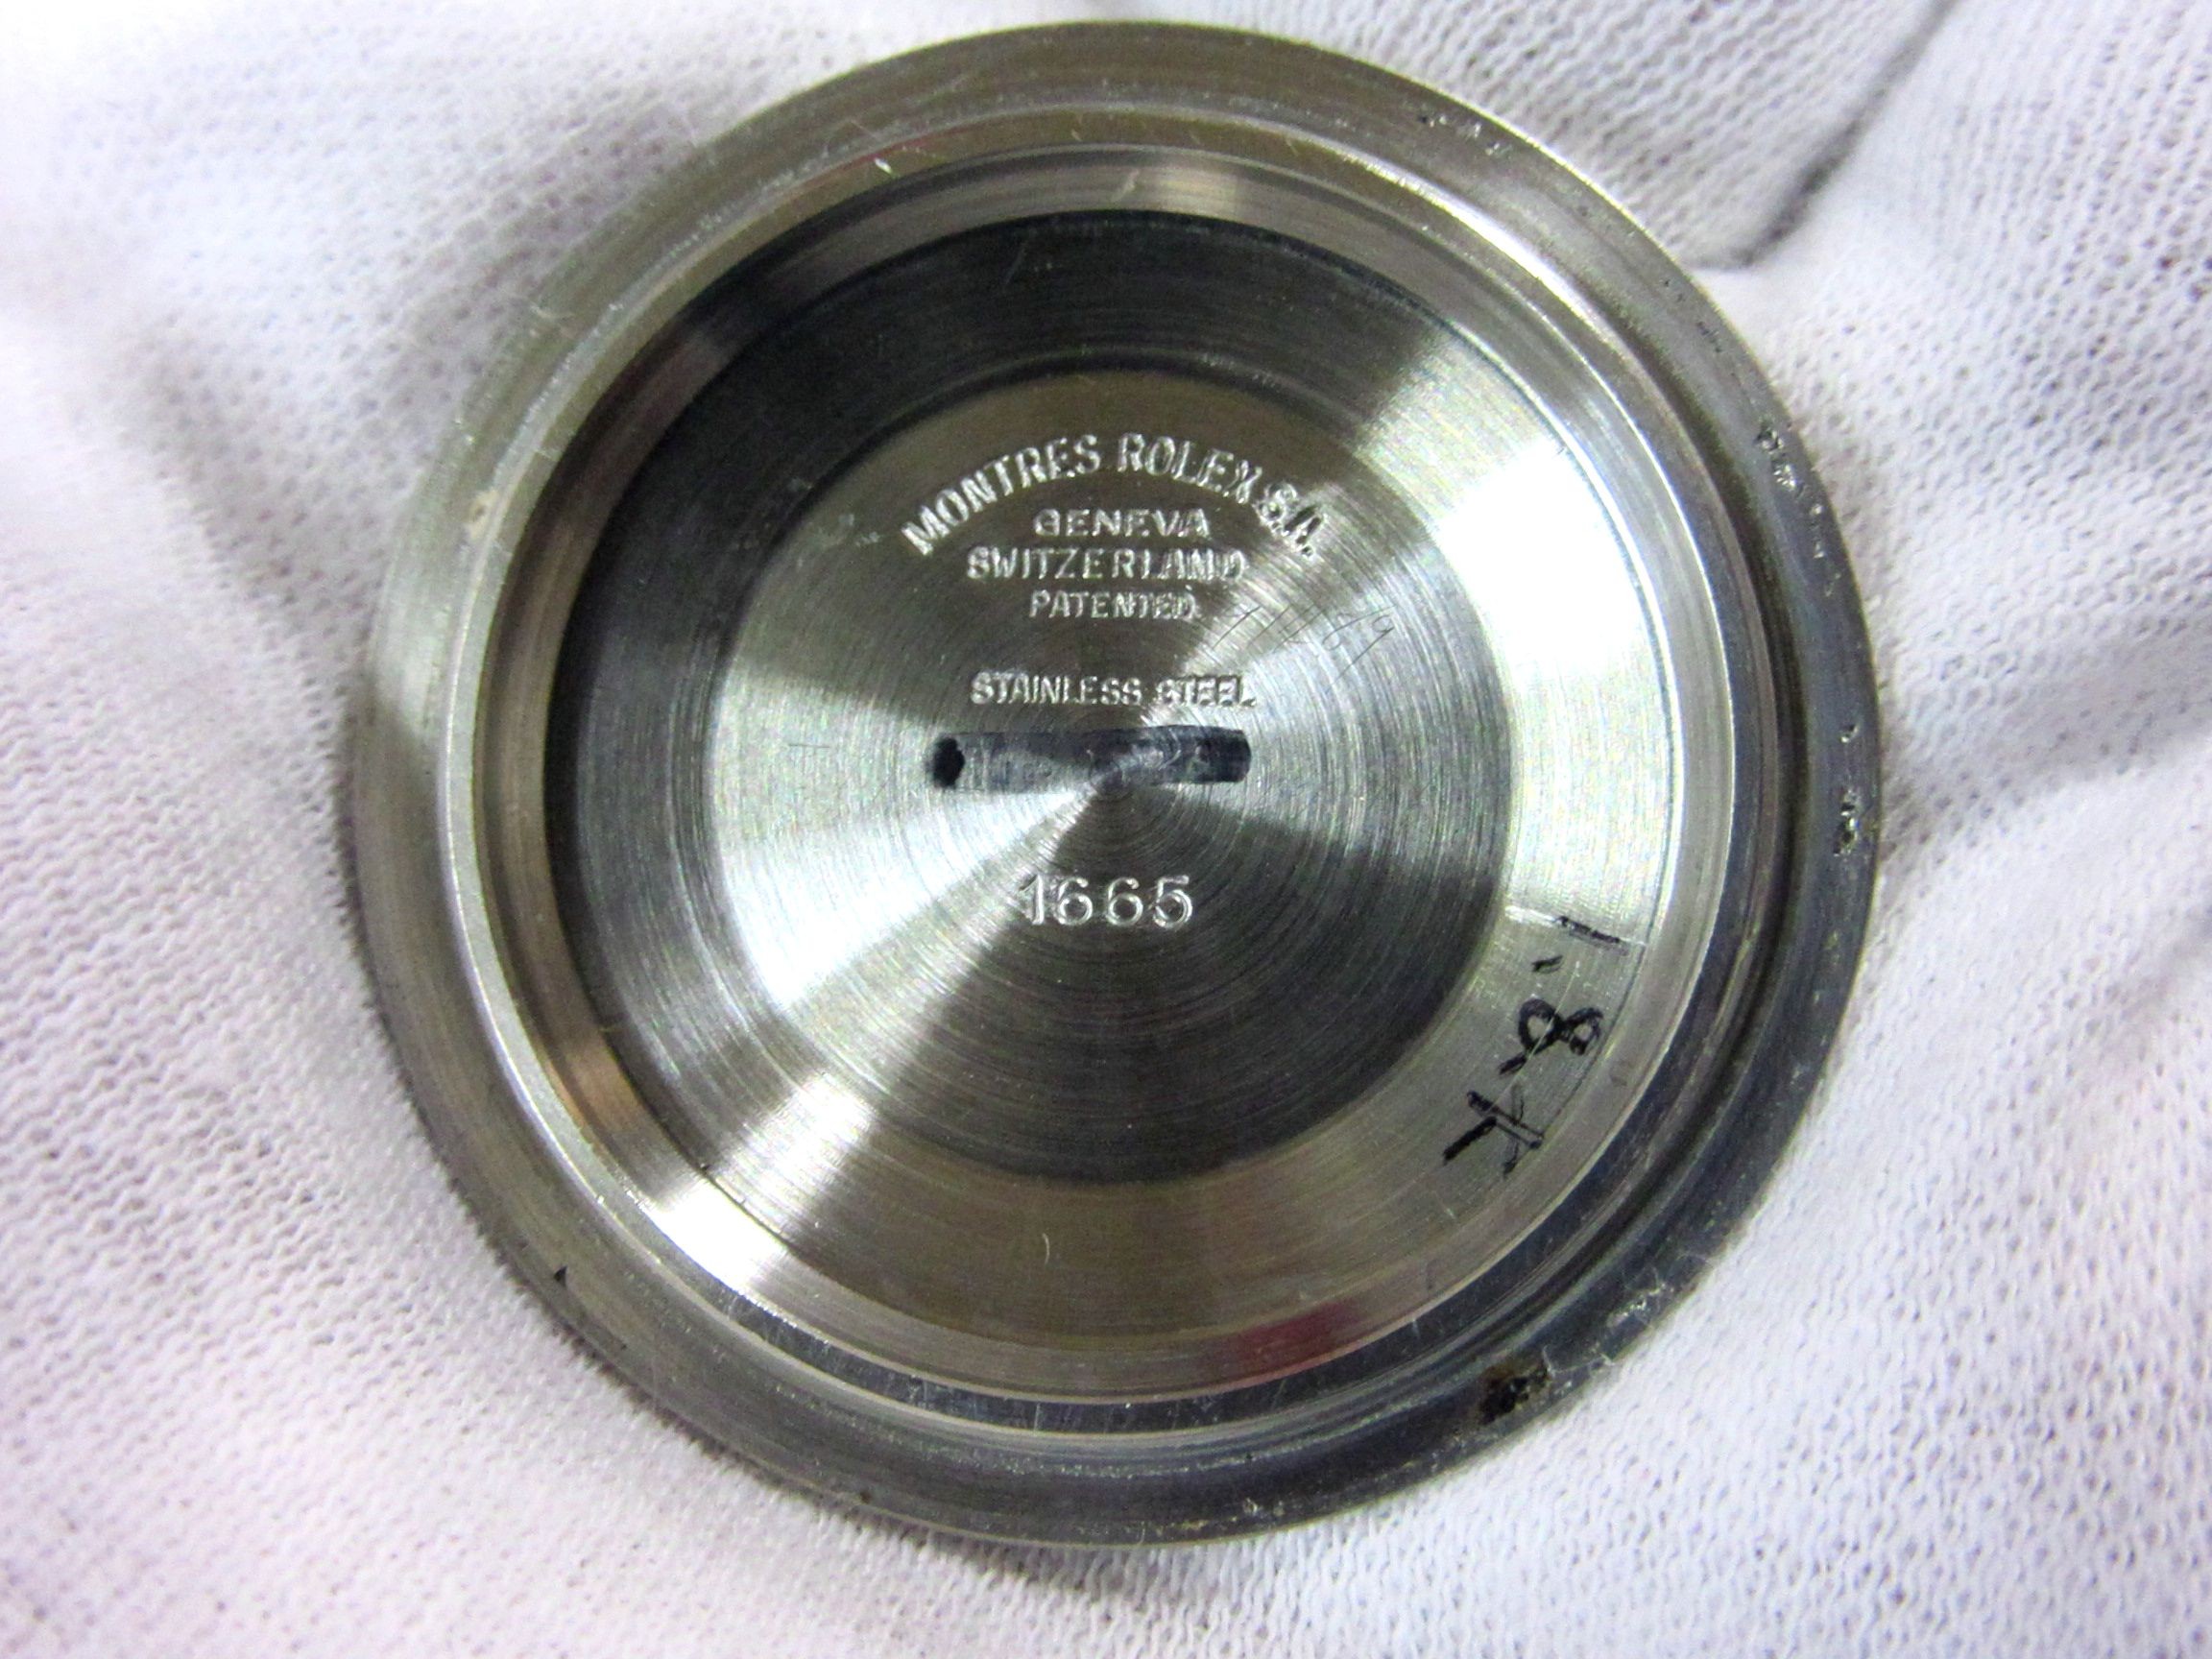 MONTRES ROLEX S.A.
GENEVA
SWITZERLAND
PATENTED
STAINLESS STEEL
1665